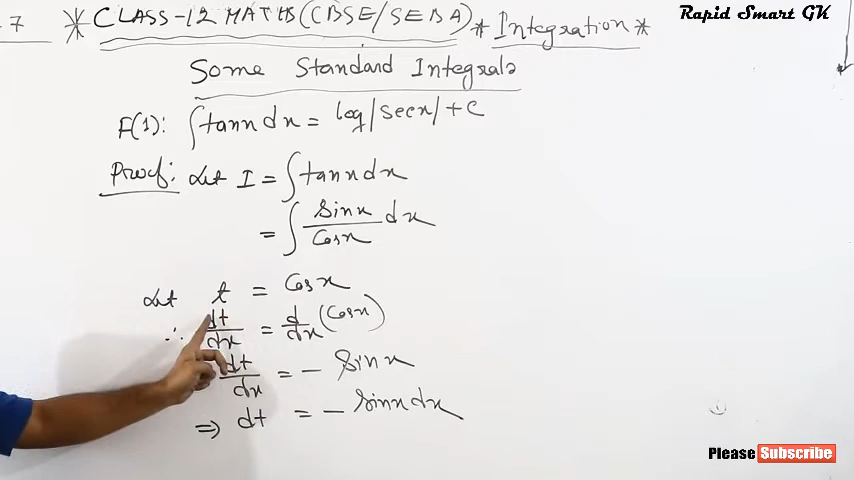 -7 * CLASS-12 MATHS (CBSE/SEBA) * Integration *
Rapid Smart GK
Some Standard Integrals
F(1): ∫tanx dx = log|secx| + C
Proof: Let I = ∫tanx dx
= ∫ sinx/cosx dx
Let t = cosx
∴ dt/dx = d/dx (cosx)
dt/dx = - sinx
⇒ dt = - sinx dx
Please Subscribe